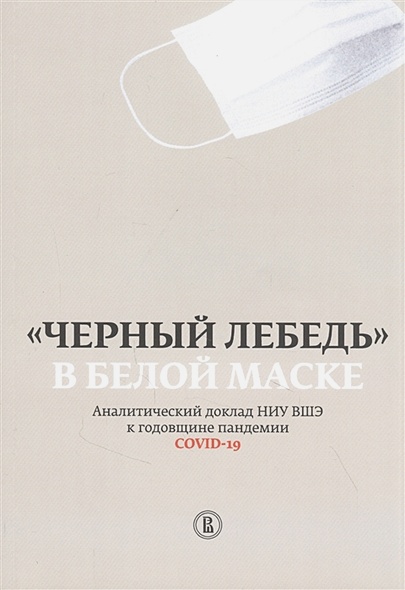 «ЧЕРНЫЙ ЛЕБЕДЬ»
В БЕЛОЙ МАСКЕ
Аналитический доклад НИУ ВШЭ
к годовщине пандемии
COVID-19